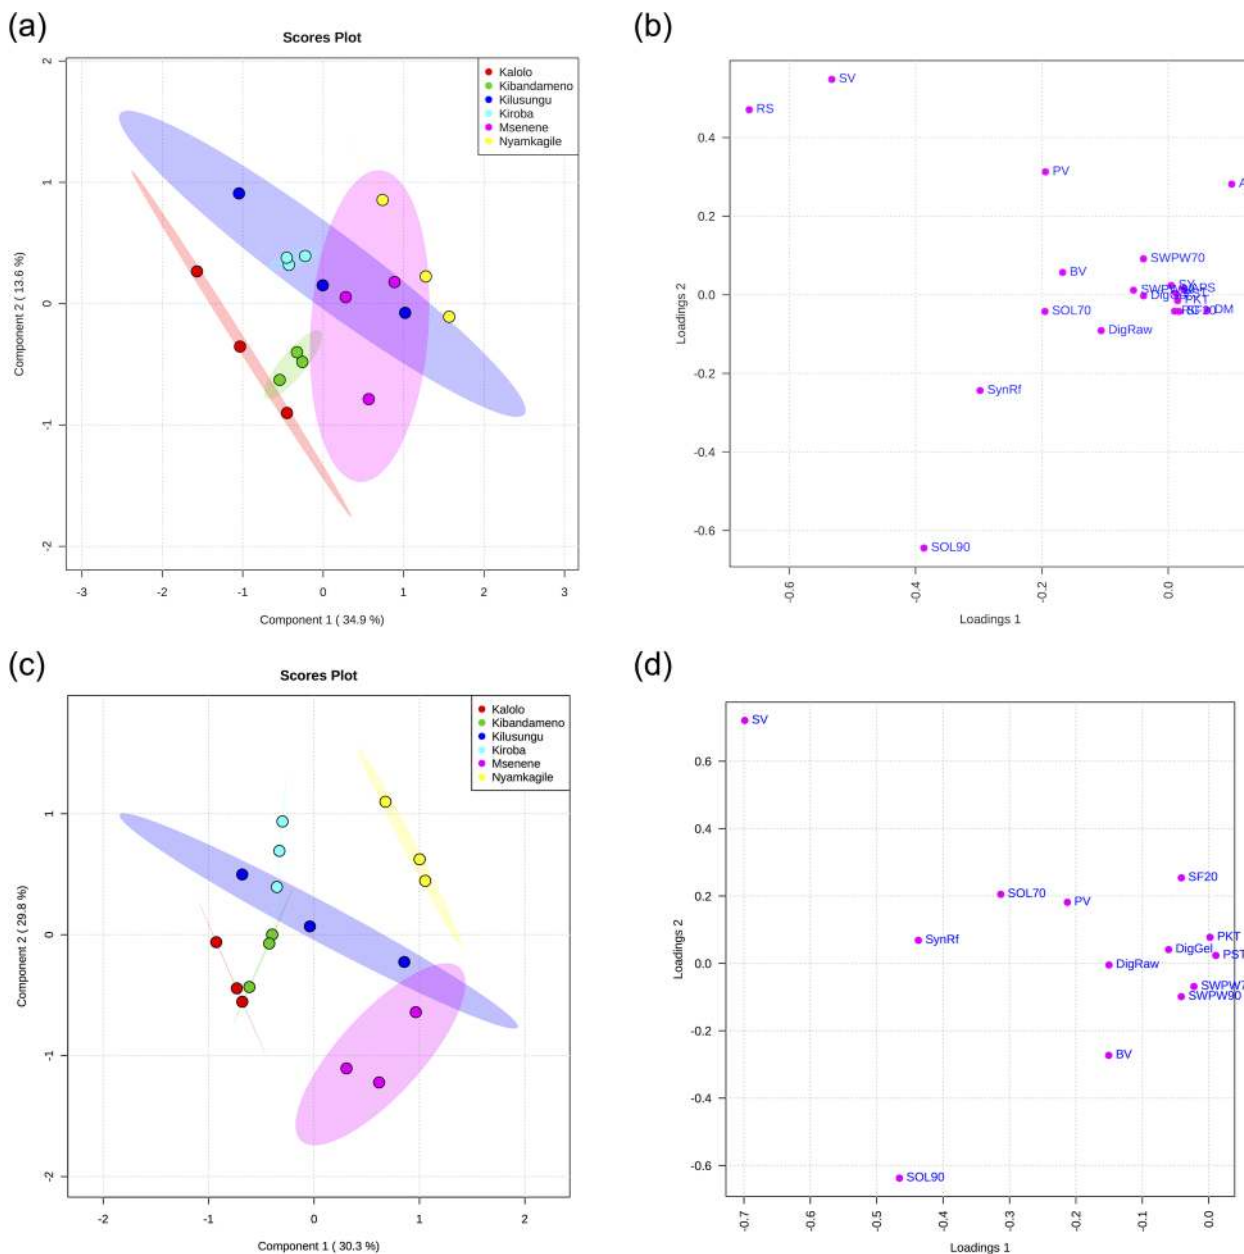 (a)
Scores Plot
Kalolo
Kibandameno
Kilusungu
Kiroba
Msenene
Nyamkagile
2
1
0
-1
-2
Component 2 ( 13.6 %)
-3 -2 -1 0 1 2 3
Component 1 ( 34.9 %)
(b)
SV
RS
PV
A
SWPW70
BV
DM
SOL70
DigRaw
SynRf
SOL90
0.4
0.2
0.0
-0.2
-0.4
-0.6
Loadings 2
-0.6 -0.4 -0.2 0.0
Loadings 1
(c)
Scores Plot
Kalolo
Kibandameno
Kilusungu
Kiroba
Msenene
Nyamkagile
1
0
-1
-2
Component 2 ( 29.8 %)
-2 -1 0 1 2
Component 1 ( 30.3 %)
(d)
SV
SF20
SOL70
PV
PKT
SynRf
DigGel
PST
DigRaw
SWPW7
SWPW90
BV
SOL90
0.6
0.4
0.2
0.0
-0.2
-0.4
-0.6
Loadings 2
-0.7 -0.6 -0.5 -0.4 -0.3 -0.2 -0.1 0.0
Loadings 1